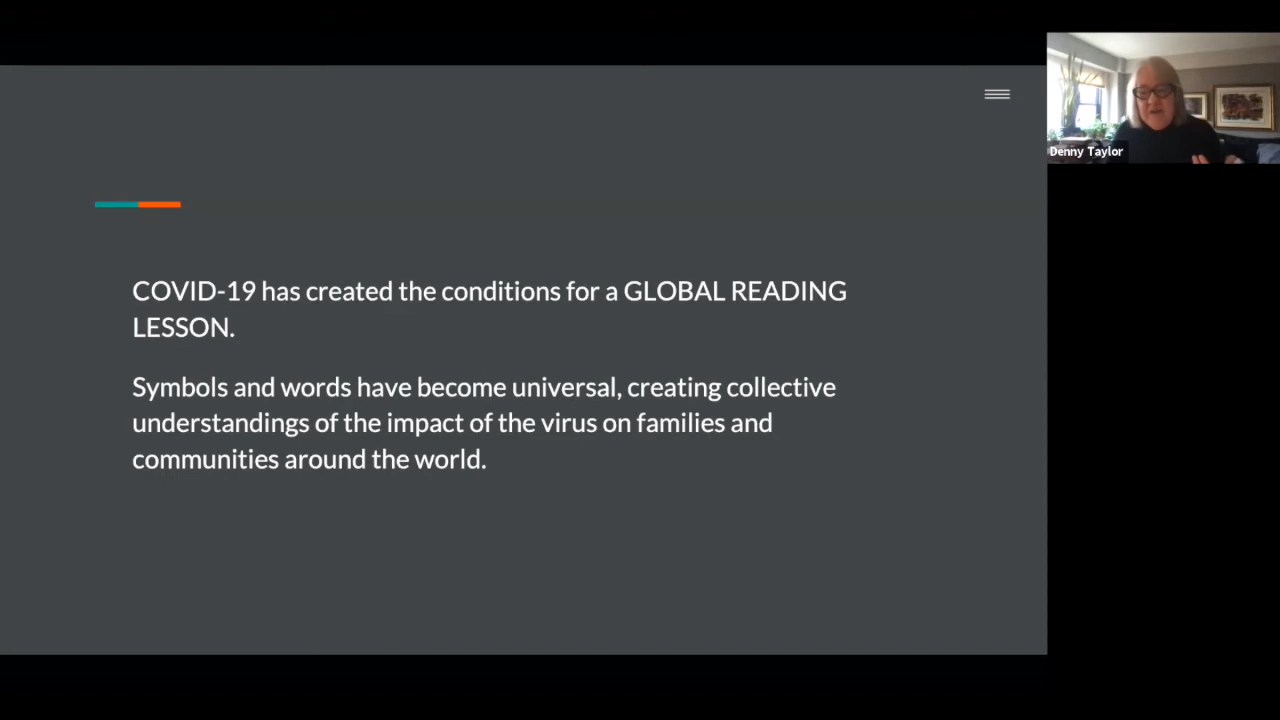 COVID-19 has created the conditions for a GLOBAL READING
LESSON.
Symbols and words have become universal, creating collective
understandings of the impact of the virus on families and
communities around the world.
Denny Taylor